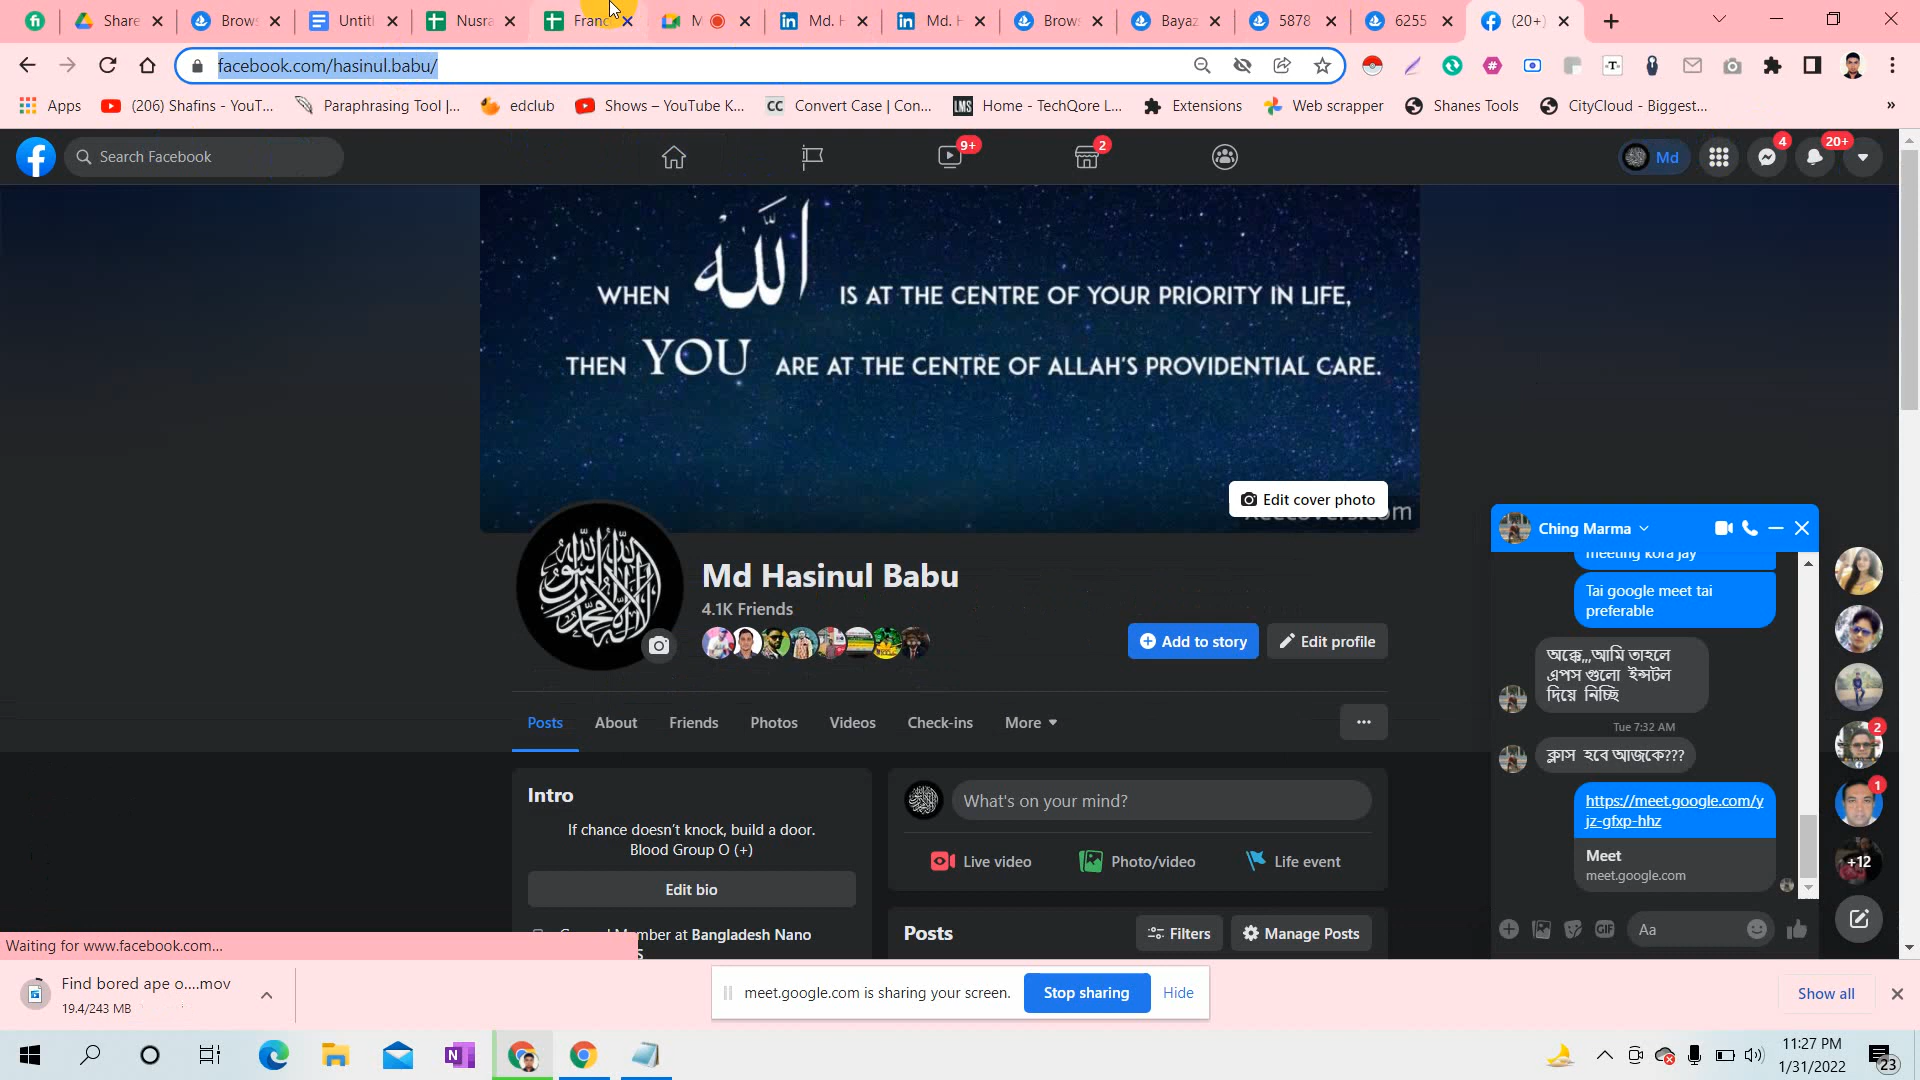 Share
Brows
Untitl
Nusra
Franc
M
Md. H
Md. H
Brows
Bayaz
5878
6255
(20+)
facebook.com/hasinul.babu/
Apps
(206) Shafins - YouT...
Paraphrasing Tool |...
edclub
Shows – YouTube K...
CC Convert Case | Con...
LMS Home - TechQore L...
Extensions
Web scrapper
Shanes Tools
CityCloud - Biggest...
»
Search Facebook
9+
2
Md
4
20+
WHEN الله IS AT THE CENTRE OF YOUR PRIORITY IN LIFE,
THEN YOU ARE AT THE CENTRE OF ALLAH'S PROVIDENTIAL CARE.
Edit cover photo
Md Hasinul Babu
4.1K Friends
Add to story
Edit profile
Posts
About
Friends
Photos
Videos
Check-ins
More
Intro
If chance doesn't knock, build a door.
Blood Group O (+)
Edit bio
Member at Bangladesh Nano
What's on your mind?
Live video
Photo/video
Life event
Posts
Filters
Manage Posts
Ching Marma
meeting kora jay
Tai google meet tai
preferable
অক্কে,,,আমি তাহলে
এপস গুলো ইন্সটল
দিয়ে নিচ্ছি
Tue 7:32 AM
ক্লাস হবে আজকে???
https://meet.google.com/y
jz-gfxp-hhz
Meet
meet.google.com
GIF
Aa
2
1
+12
Waiting for www.facebook.com...
Find bored ape o....mov
19.4/243 MB
meet.google.com is sharing your screen.
Stop sharing
Hide
Show all
11:27 PM
1/31/2022
23